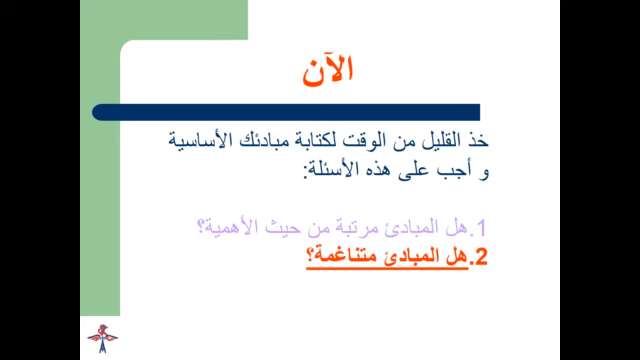 الآن
خذ القليل من الوقت لكتابة مبادئك الأساسية
و أجب على هذه الأسئلة:
1.هل المبادئ مرتبة من حيث الأهمية؟
2.هل المبادئ متناغمة؟